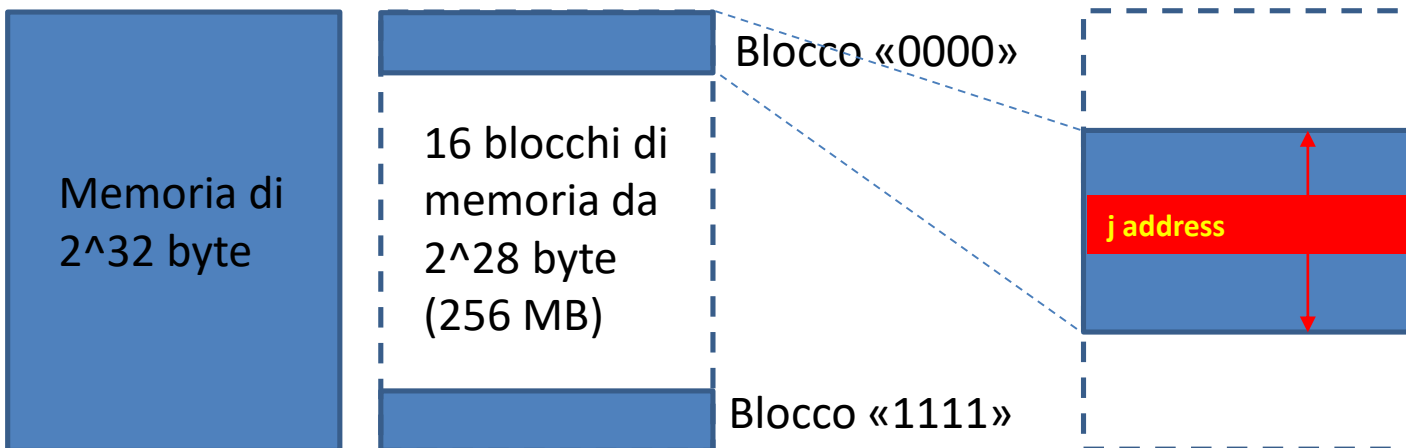 Memoria di
2^32 byte
16 blocchi di
memoria da
2^28 byte
(256 MB)
Blocco «0000»
Blocco «1111»
j address